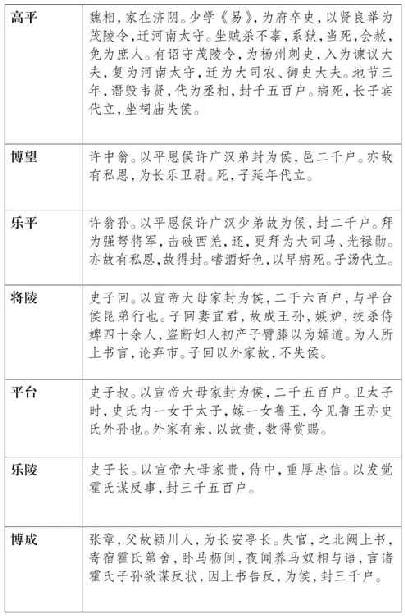 高平
魏相，家在济阴。少学《易》，为府卒史，以贤良举为
茂陵令，迁河南太守。坐贼杀不辜，系狱，当死，会赦，
免为庶人。有诏守茂陵令，为杨州刺史，入为谏议大
夫，复为河南太守，迁为大司农、御史大夫。地节三
年，谮毁韦贤，代为丞相，封千五百户。病死，长子宾
代立，坐祠庙失侯。
博望
许中翁。以平恩侯许广汉弟封为侯，邑二千户。亦故
有私恩，为长乐卫尉。死，子延年代立。
乐平
许翁孙。以平恩侯许广汉少弟故为侯，封二千户。拜
为强弩将军，击破西羌，还，更拜为大司马、光禄勋。
亦故有私恩，故得封。嗜酒好色，以早病死。子汤代立。
将陵
史子回。以宣帝大母家封为侯，二千六百户，与平台
侯昆弟行也。子回妻宜君，故成王孙，嫉妒，绞杀侍
婢四十余人，盗断妇人初产子臂膝以为媚道。为人所
上书言，论弃市。子回以外家故，不失侯。
平台
史子叔。以宣帝大母家封为侯，二千五百户。卫太子
时，史氏内一女于太子，嫁一女鲁王，今见鲁王亦史
氏外孙也。外家有亲，以故贵，数得赏赐。
乐陵
史子长。以宣帝大母家贵，侍中，重厚忠信。以发觉
霍氏谋反事，封三千五百户。
博成
张章，父故颍川人，为长安亭长。失官，之北阙上书，
寄宿霍氏第舍，卧马枥间，夜闻养马奴相与语，言诸
霍氏子孙欲谋反状，因上书告反，为侯，封三千户。